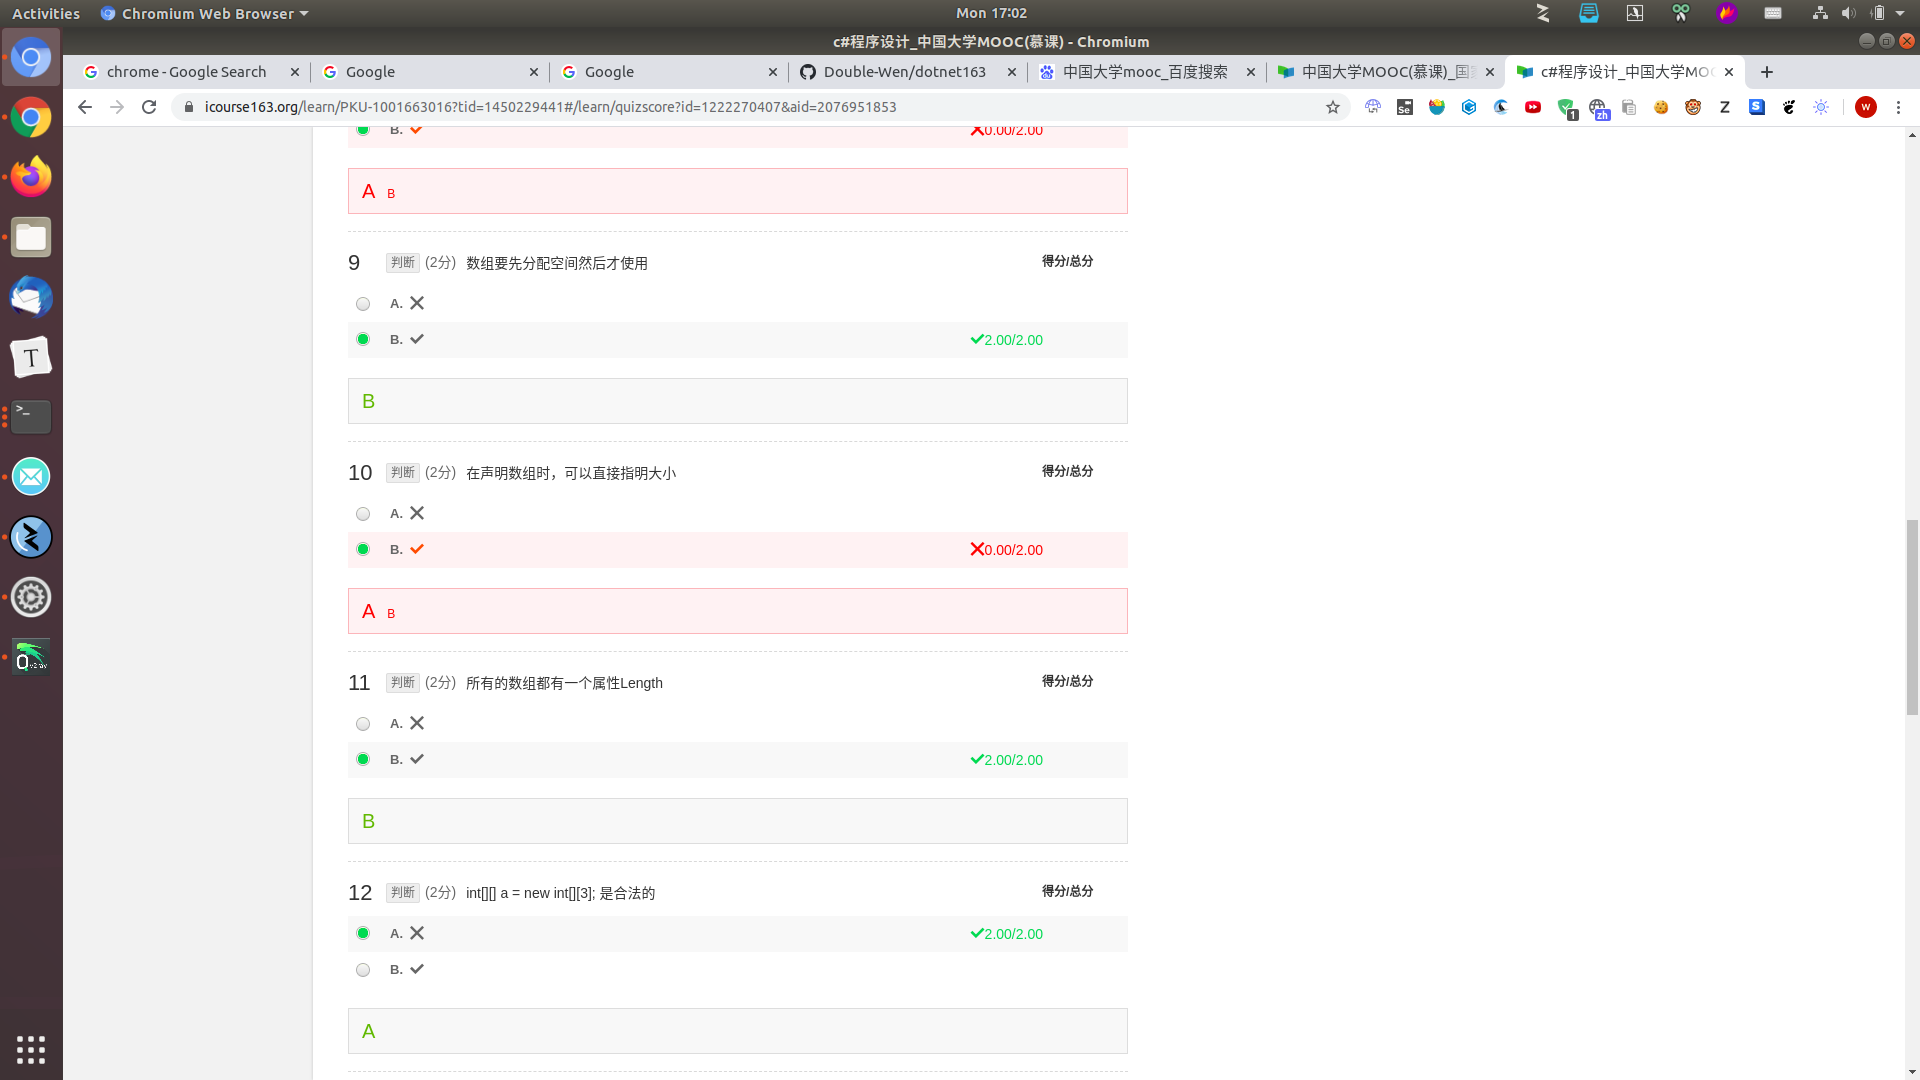 Activities
Chromium Web Browser
Mon 17:02
c#程序设计_中国大学MOOC(慕课) - Chromium
chrome - Google Search
Google
Google
Double-Wen/dotnet163
中国大学mooc_百度搜索
中国大学MOOC(慕课)_国
c#程序设计_中国大学MO
icourse163.org/learn/PKU-1001663016?tid=1450229441#/learn/quizscore?id=1222270407&aid=2076951853
B.
0.00/2.00
A B
9 判断 (2分) 数组要先分配空间然后才使用 得分/总分
A.
B. 2.00/2.00
B
10 判断 (2分) 在声明数组时，可以直接指明大小 得分/总分
A.
B. 0.00/2.00
A B
11 判断 (2分) 所有的数组都有一个属性Length 得分/总分
A.
B. 2.00/2.00
B
12 判断 (2分) int[][] a = new int[][3]; 是合法的 得分/总分
A. 2.00/2.00
B.
A